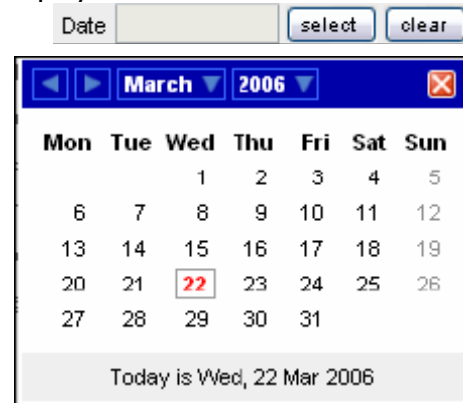 Date select clear
March 2006
Mon Tue Wed Thu Fri Sat Sun
1 2 3 4 5
6 7 8 9 10 11 12
13 14 15 16 17 18 19
20 21 22 23 24 25 26
27 28 29 30 31
Today is Wed, 22 Mar 2006